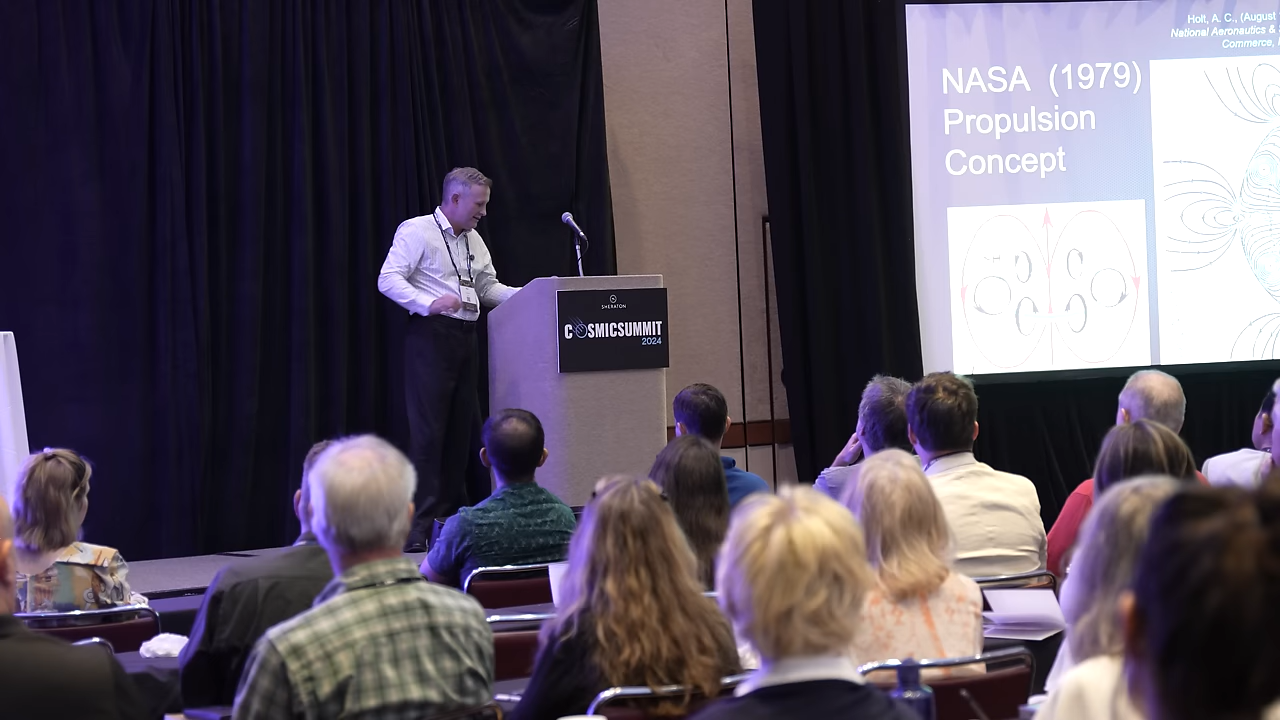 Holt, A. C., (August
National Aeronautics &
Commerce,
NASA (1979)
Propulsion
Concept
SHERATON
COSMICSUMMIT
2024